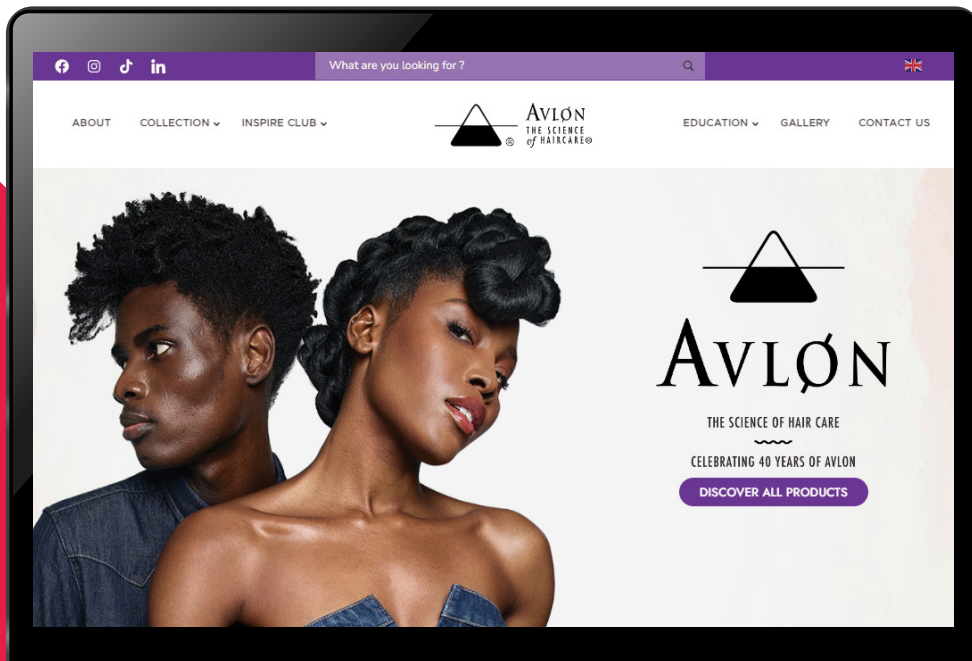 What are you looking for ?
ABOUT
COLLECTION
INSPIRE CLUB
AVLØN
THE SCIENCE
of HAIRCARE®
®
EDUCATION
GALLERY
CONTACT US
AVLØN
THE SCIENCE OF HAIR CARE
CELEBRATING 40 YEARS OF AVLON
DISCOVER ALL PRODUCTS